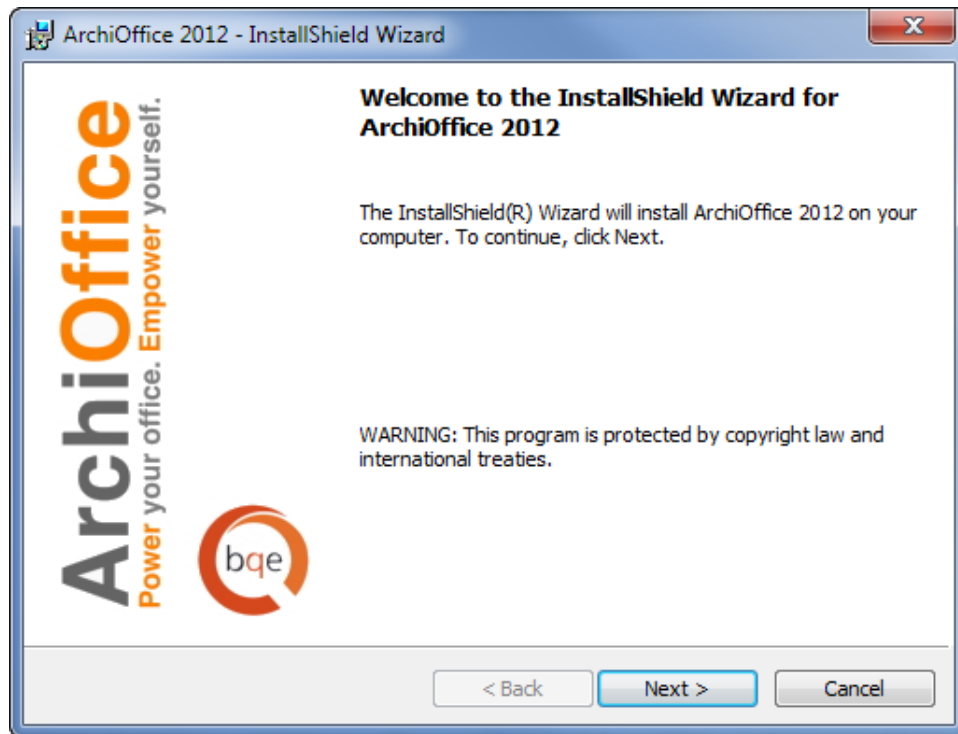 ArchiOffice 2012 - InstallShield Wizard
ArchiOffice
Power your office. Empower yourself.
bqe
Welcome to the InstallShield Wizard for
ArchiOffice 2012
The InstallShield(R) Wizard will install ArchiOffice 2012 on your
computer. To continue, click Next.
WARNING: This program is protected by copyright law and
international treaties.
< Back
Next >
Cancel